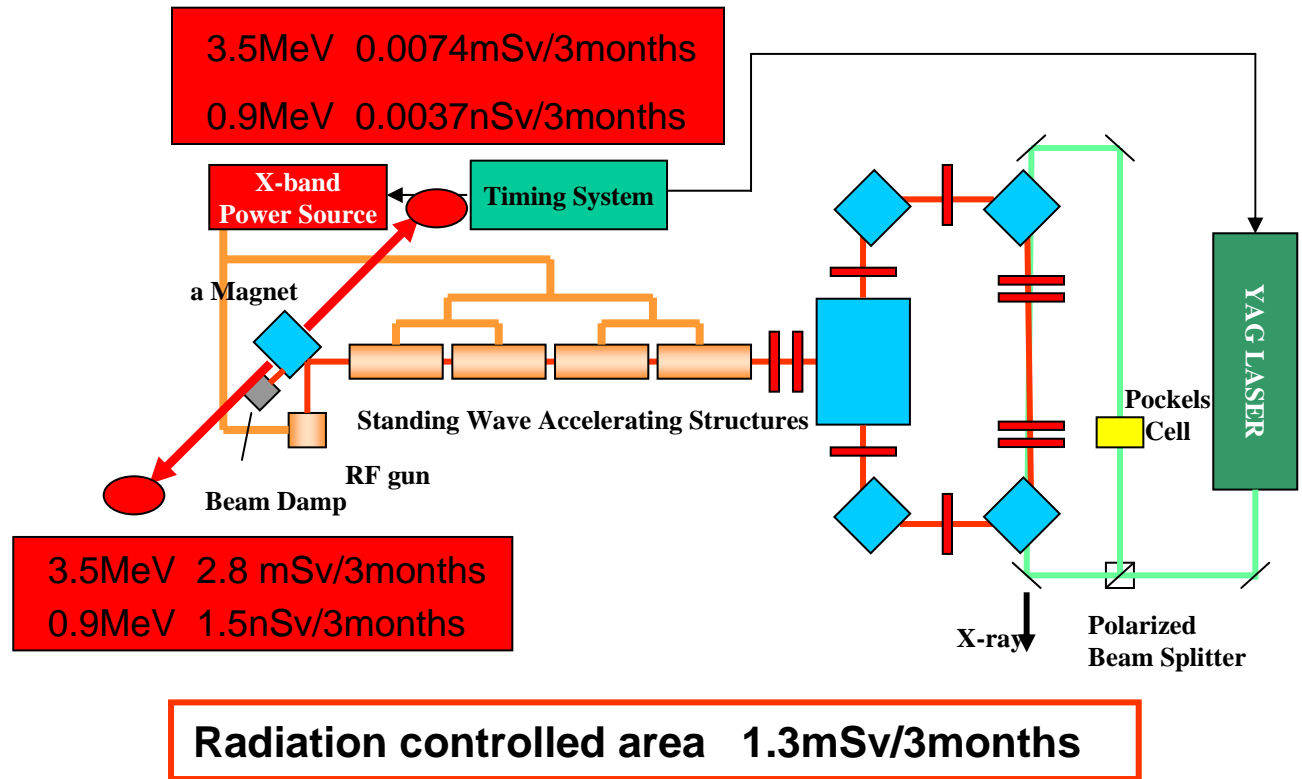 3.5MeV 0.0074mSv/3months
0.9MeV 0.0037nSv/3months
X-band
Power Source
Timing System
a Magnet
YAG LASER
Pockels
Cell
Standing Wave Accelerating Structures
RF gun
Beam Damp
3.5MeV 2.8 mSv/3months
0.9MeV 1.5nSv/3months
X-ray
Polarized
Beam Splitter
Radiation controlled area 1.3mSv/3months